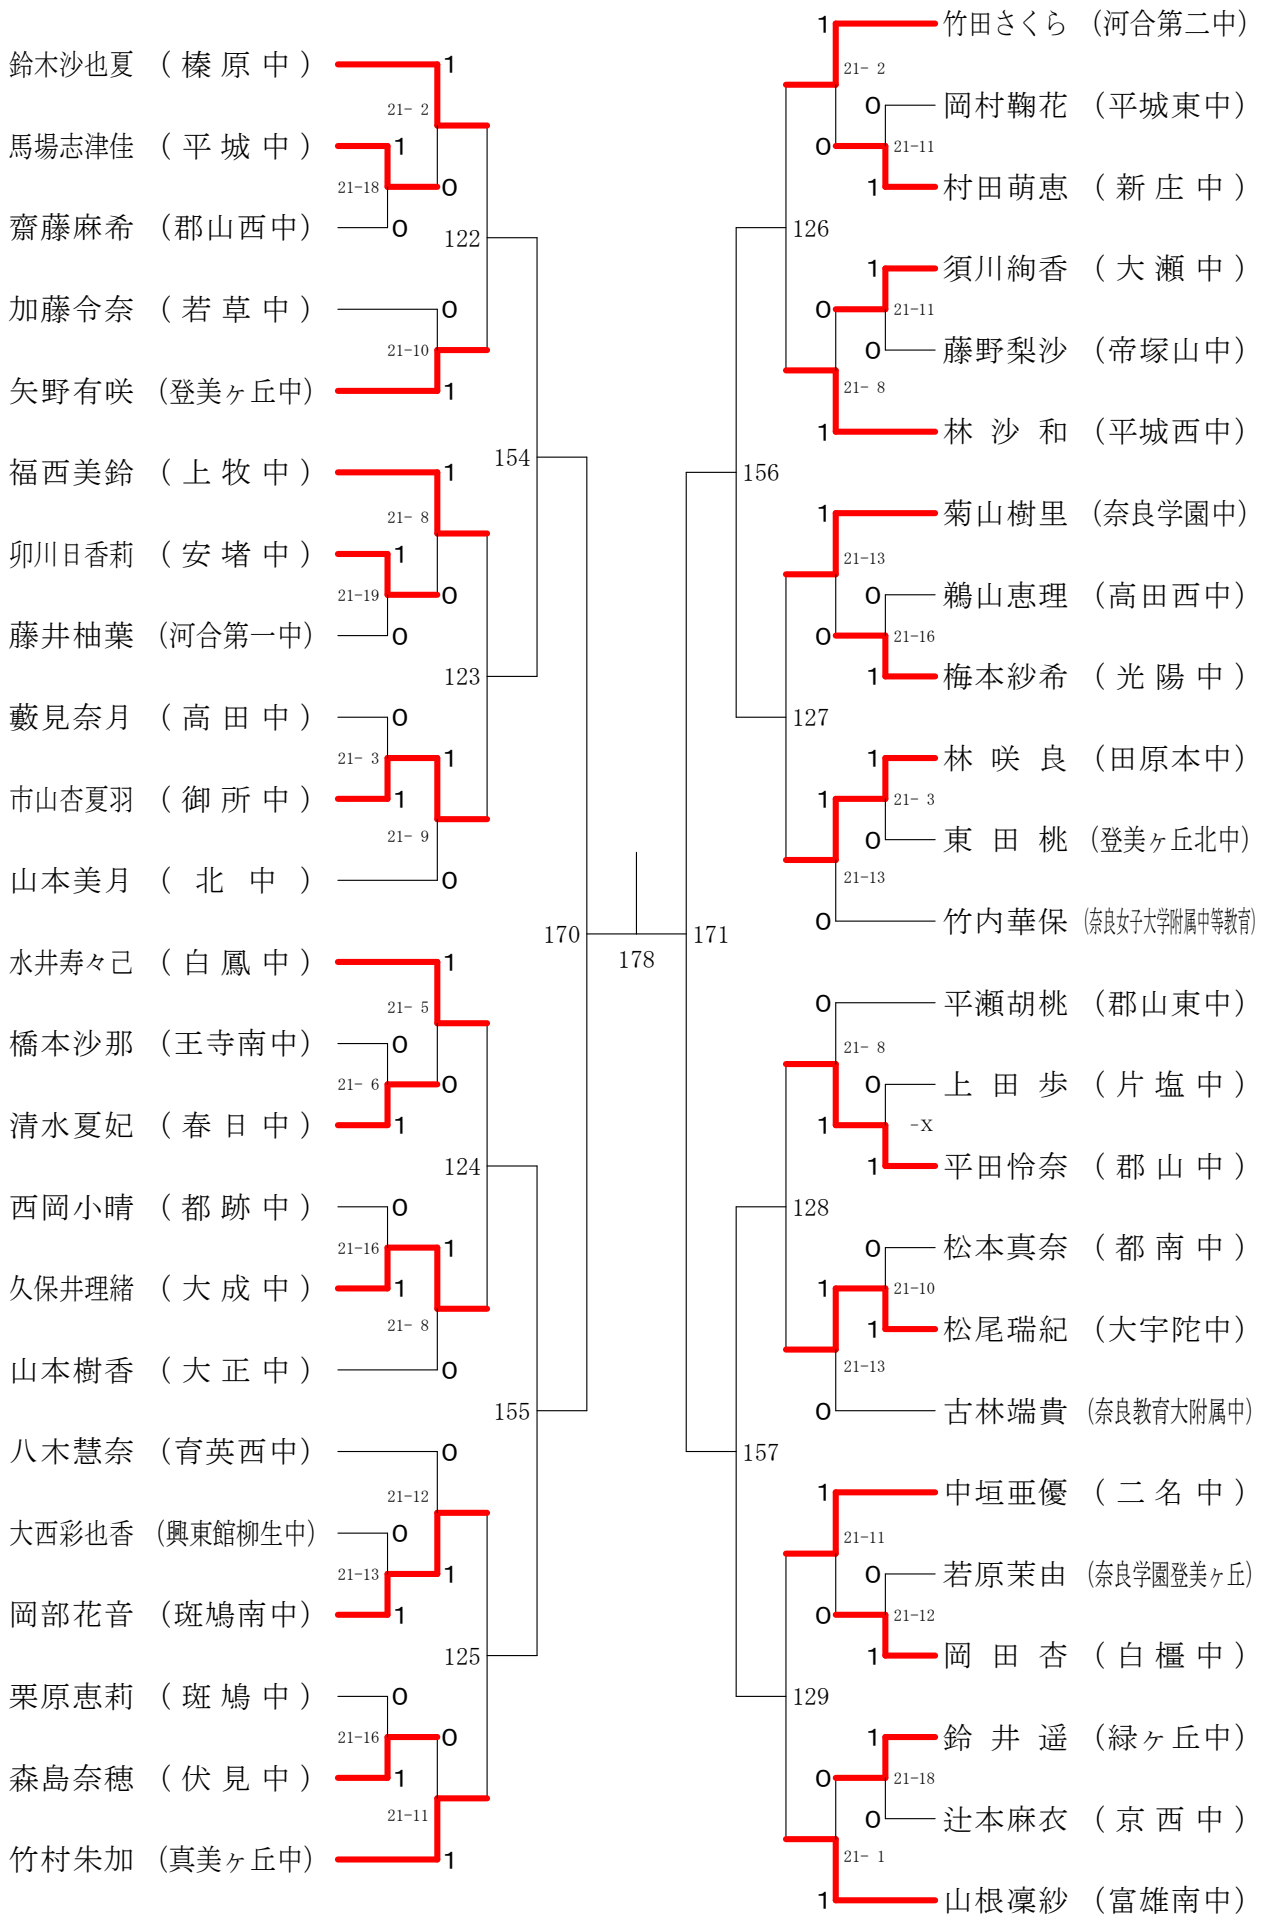 鈴木沙也夏 （榛原中） 1
21- 2
馬場志津佳 （平城中） 1
21-18 0
齋藤麻希 （郡山西中） 0
122
加藤令奈 （若草中） 0
21-10
矢野有咲 （登美ヶ丘中） 1
154
福西美鈴 （上牧中） 1
21- 8
卯川日香莉 （安堵中） 1
21-19 0
藤井柚葉 （河合第一中） 0
123
藪見奈月 （高田中） 0
21- 3 1
市山杏夏羽 （御所中） 1
21- 9
山本美月 （北中） 0
170
水井寿々己 （白鳳中） 1
21- 5
橋本沙那 （王寺南中） 0
21- 6 0
清水夏妃 （春日中） 1
124
西岡小晴 （都跡中） 0
21-16 1
久保井理緒 （大成中） 1
21- 8
山本樹香 （大正中） 0
155
八木慧奈 （育英西中） 0
21-12
大西彩也香 （興東館柳生中） 0
21-13 1
岡部花音 （斑鳩南中） 1
125
栗原恵莉 （斑鳩中） 0
21-16 0
森島奈穂 （伏見中） 1
21-11
竹村朱加 （真美ヶ丘中） 1
178
1 竹田さくら （河合第二中）
21- 2
0 岡村鞠花 （平城東中）
0 21-11
1 村田萌恵 （新庄中）
126
1 須川絢香 （大瀬中）
0 21-11
0 藤野梨沙 （帝塚山中）
21- 8
1 林沙和 （平城西中）
156
1 菊山樹里 （奈良学園中）
21-13
0 鵜山恵理 （高田西中）
0 21-16
1 梅本紗希 （光陽中）
127
1 林咲良 （田原本中）
1 21- 3
0 東田桃 （登美ヶ丘北中）
21-13
0 竹内華保 （奈良女子大学附属中等教育）
171
0 平瀬胡桃 （郡山東中）
21- 8
0 上田歩 （片塩中）
1 -X
1 平田怜奈 （郡山中）
128
0 松本真奈 （都南中）
1 21-10
1 松尾瑞紀 （大宇陀中）
21-13
0 古林端貴 （奈良教育大附属中）
157
1 中垣亜優 （二名中）
21-11
0 若原茉由 （奈良学園登美ヶ丘）
0 21-12
1 岡田杏 （白橿中）
129
1 鈴井遥 （緑ヶ丘中）
0 21-18
0 辻本麻衣 （京西中）
21- 1
1 山根凜紗 （富雄南中）